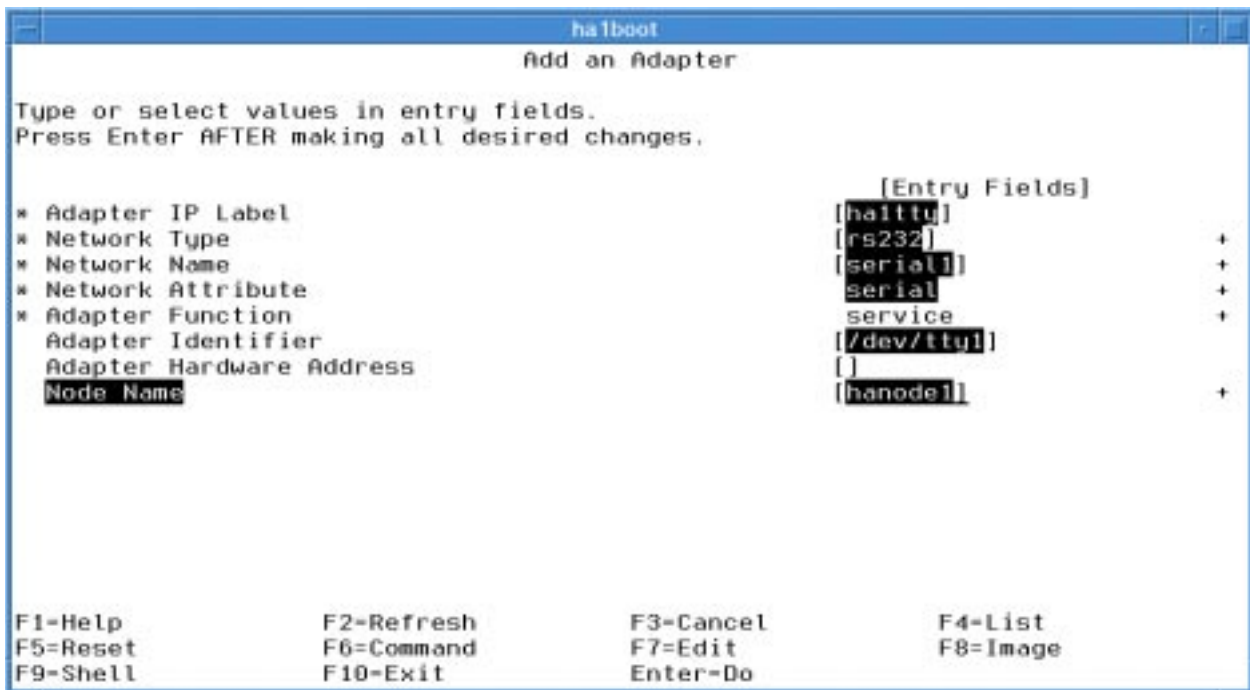 ha1boot
Add an Adapter
Type or select values in entry fields.
Press Enter AFTER making all desired changes.
[Entry Fields]
* Adapter IP Label [ha1tty]
* Network Type [rs232] +
* Network Name [serial1] +
* Network Attribute serial +
* Adapter Function service +
Adapter Identifier [/dev/tty1]
Adapter Hardware Address []
Node Name [hanode1] +
F1=Help F2=Refresh F3=Cancel F4=List
F5=Reset F6=Command F7=Edit F8=Image
F9=Shell F10=Exit Enter=Do